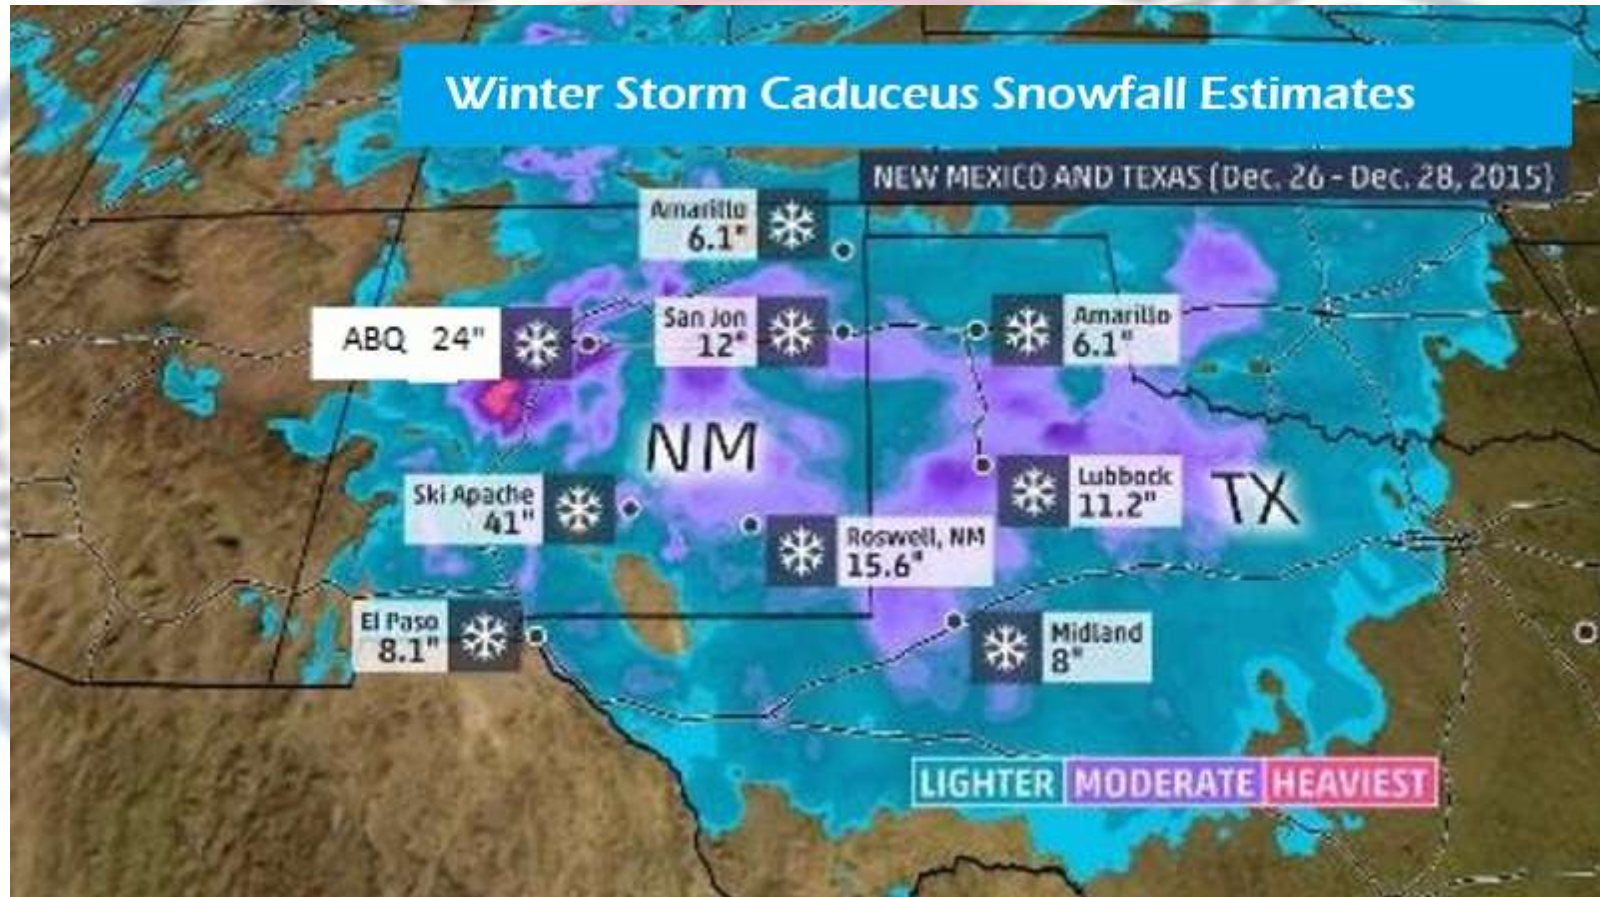 Winter Storm Caduceus Snowfall Estimates
NEW MEXICO AND TEXAS (Dec. 26 - Dec. 28, 2015)
Amarillo
6.1"
ABQ 24"
San Jon
12"
Amarillo
6.1"
NM
Ski Apache
41"
Lubbock
11.2"
TX
Roswell, NM
15.6"
El Paso
8.1"
Midland
8"
LIGHTER MODERATE HEAVIEST